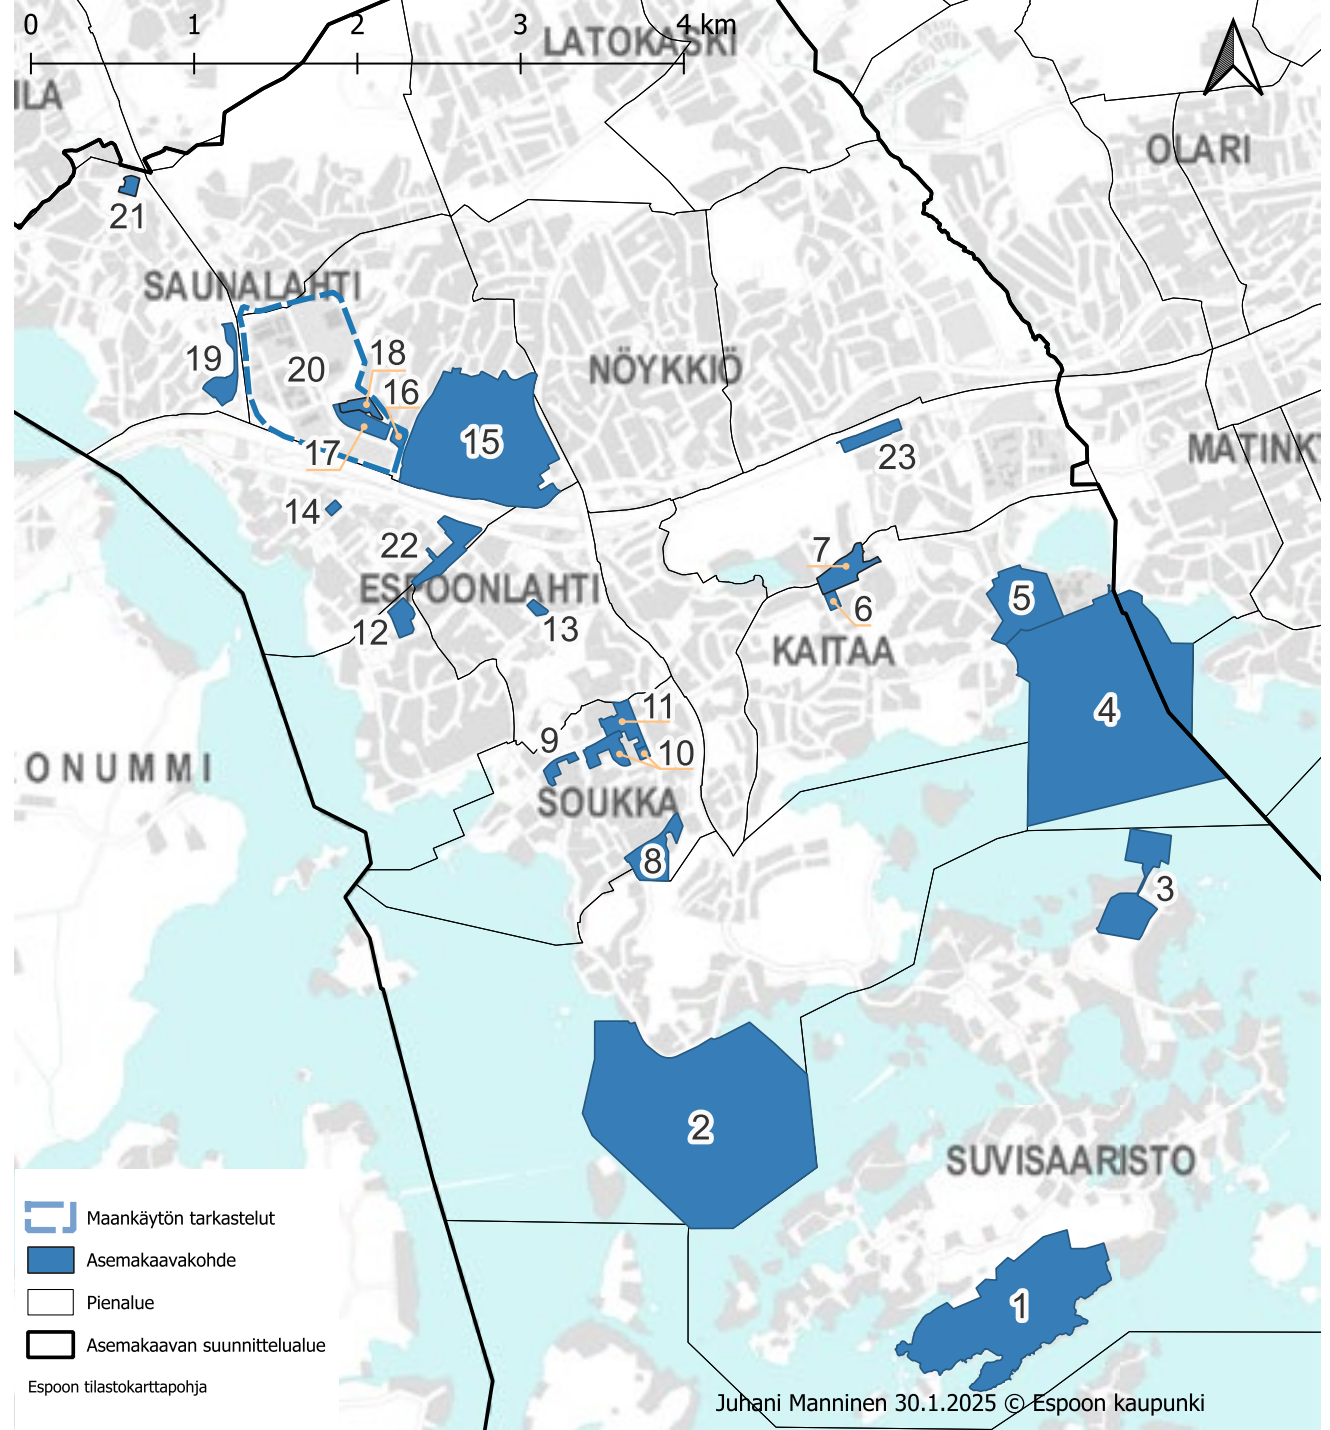 0 1 2 3 4 km
LATOKASKI
ILA
OLARI
21
SAUNALAHTI
19
20
18
16
NÖYKKIÖ
17
15
23
MATINK
14
22
7
ESPOONLAHTI
5
12
13
6
KAITAA
11
4
9
10
ONUMMI
SOUKKA
8
3
2
SUVISAARISTO
1
Maankäytön tarkastelut
Asemakaavakohde
Pienalue
Asemakaavan suunnittelualue
Espoon tilastokarttapohja
Juhani Manninen 30.1.2025 © Espoon kaupunki